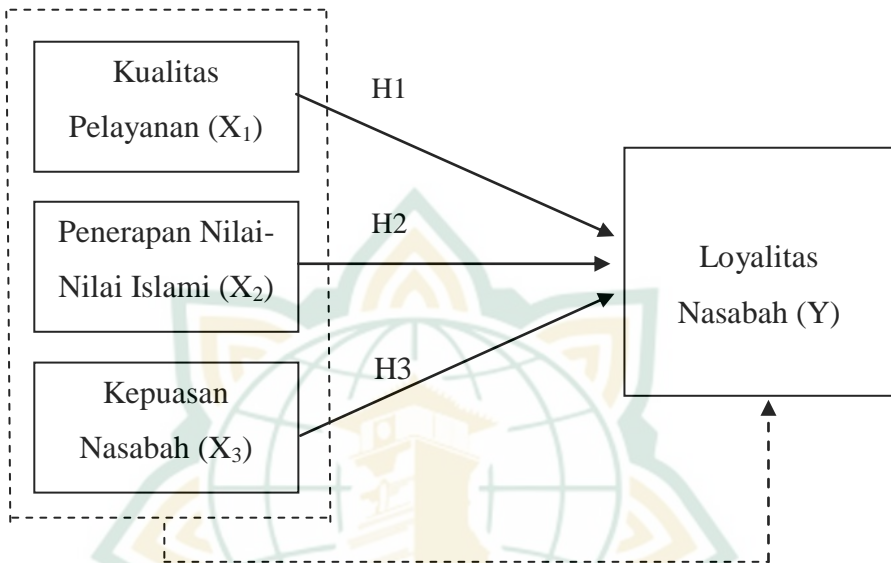 Kualitas
Pelayanan (X₁)
H1
Penerapan Nilai-
Nilai Islami (X₂)
H2
Loyalitas
Nasabah (Y)
Kepuasan
Nasabah (X₃)
H3